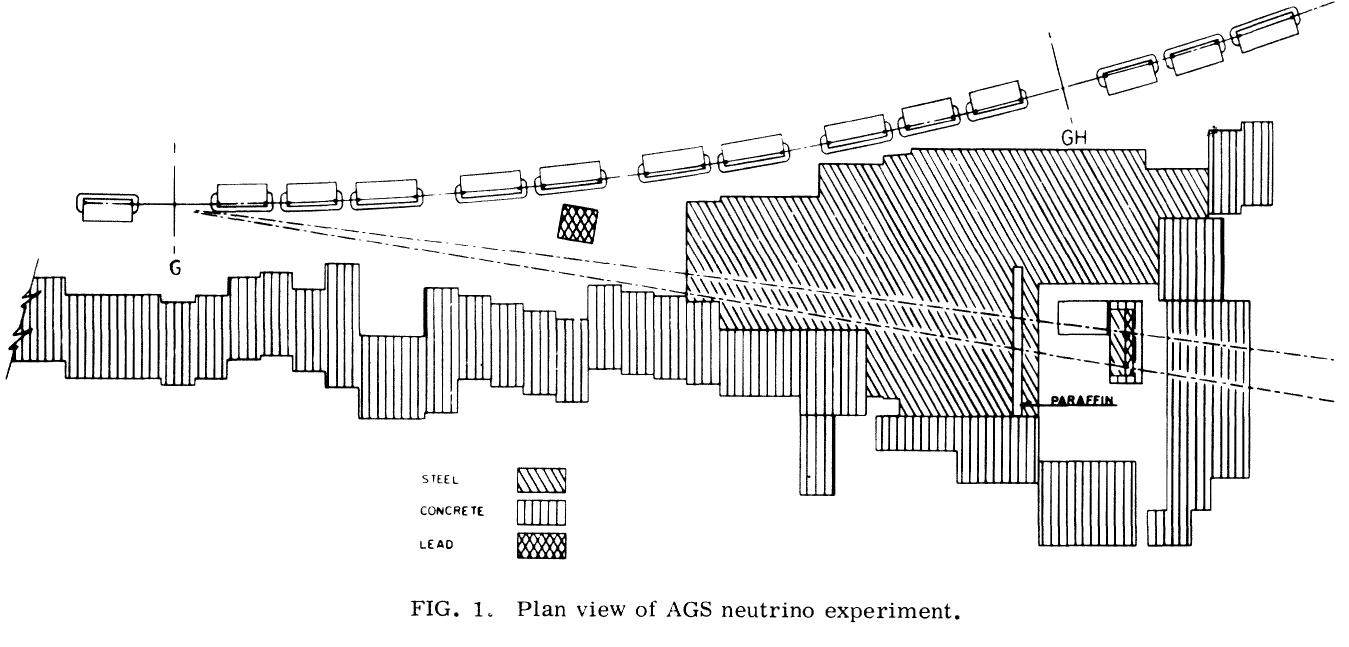 GH
G
PARAFFIN
STEEL
CONCRETE
LEAD
FIG. 1. Plan view of AGS neutrino experiment.